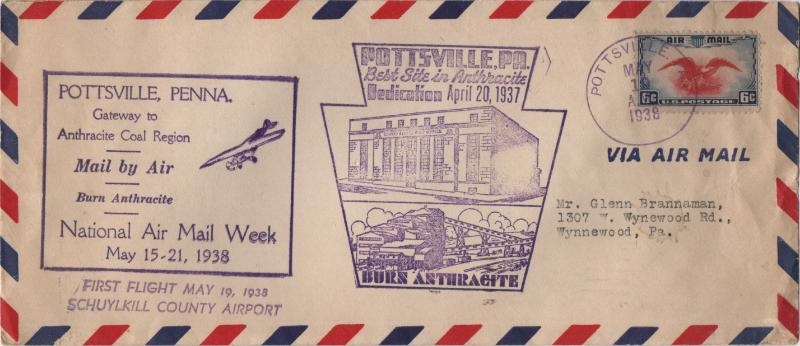 POTTSVILLE, PENNA.
Gateway to
Anthracite Coal Region
Mail by Air
Burn Anthracite
National Air Mail Week
May 15-21, 1938
FIRST FLIGHT MAY 19, 1938
SCHUYLKILL COUNTY AIRPORT
POTTSVILLE, PA.
Best Site in Anthracite
Dedication April 20, 1937
BURN ANTHRACITE
POTTSVILLE
MAY
1938
AIR MAIL
6¢ U.S. POSTAGE 6¢
VIA AIR MAIL
Mr. Glenn Brannaman,
1307 W. Wynewood Rd.,
Wynnewood, Pa.